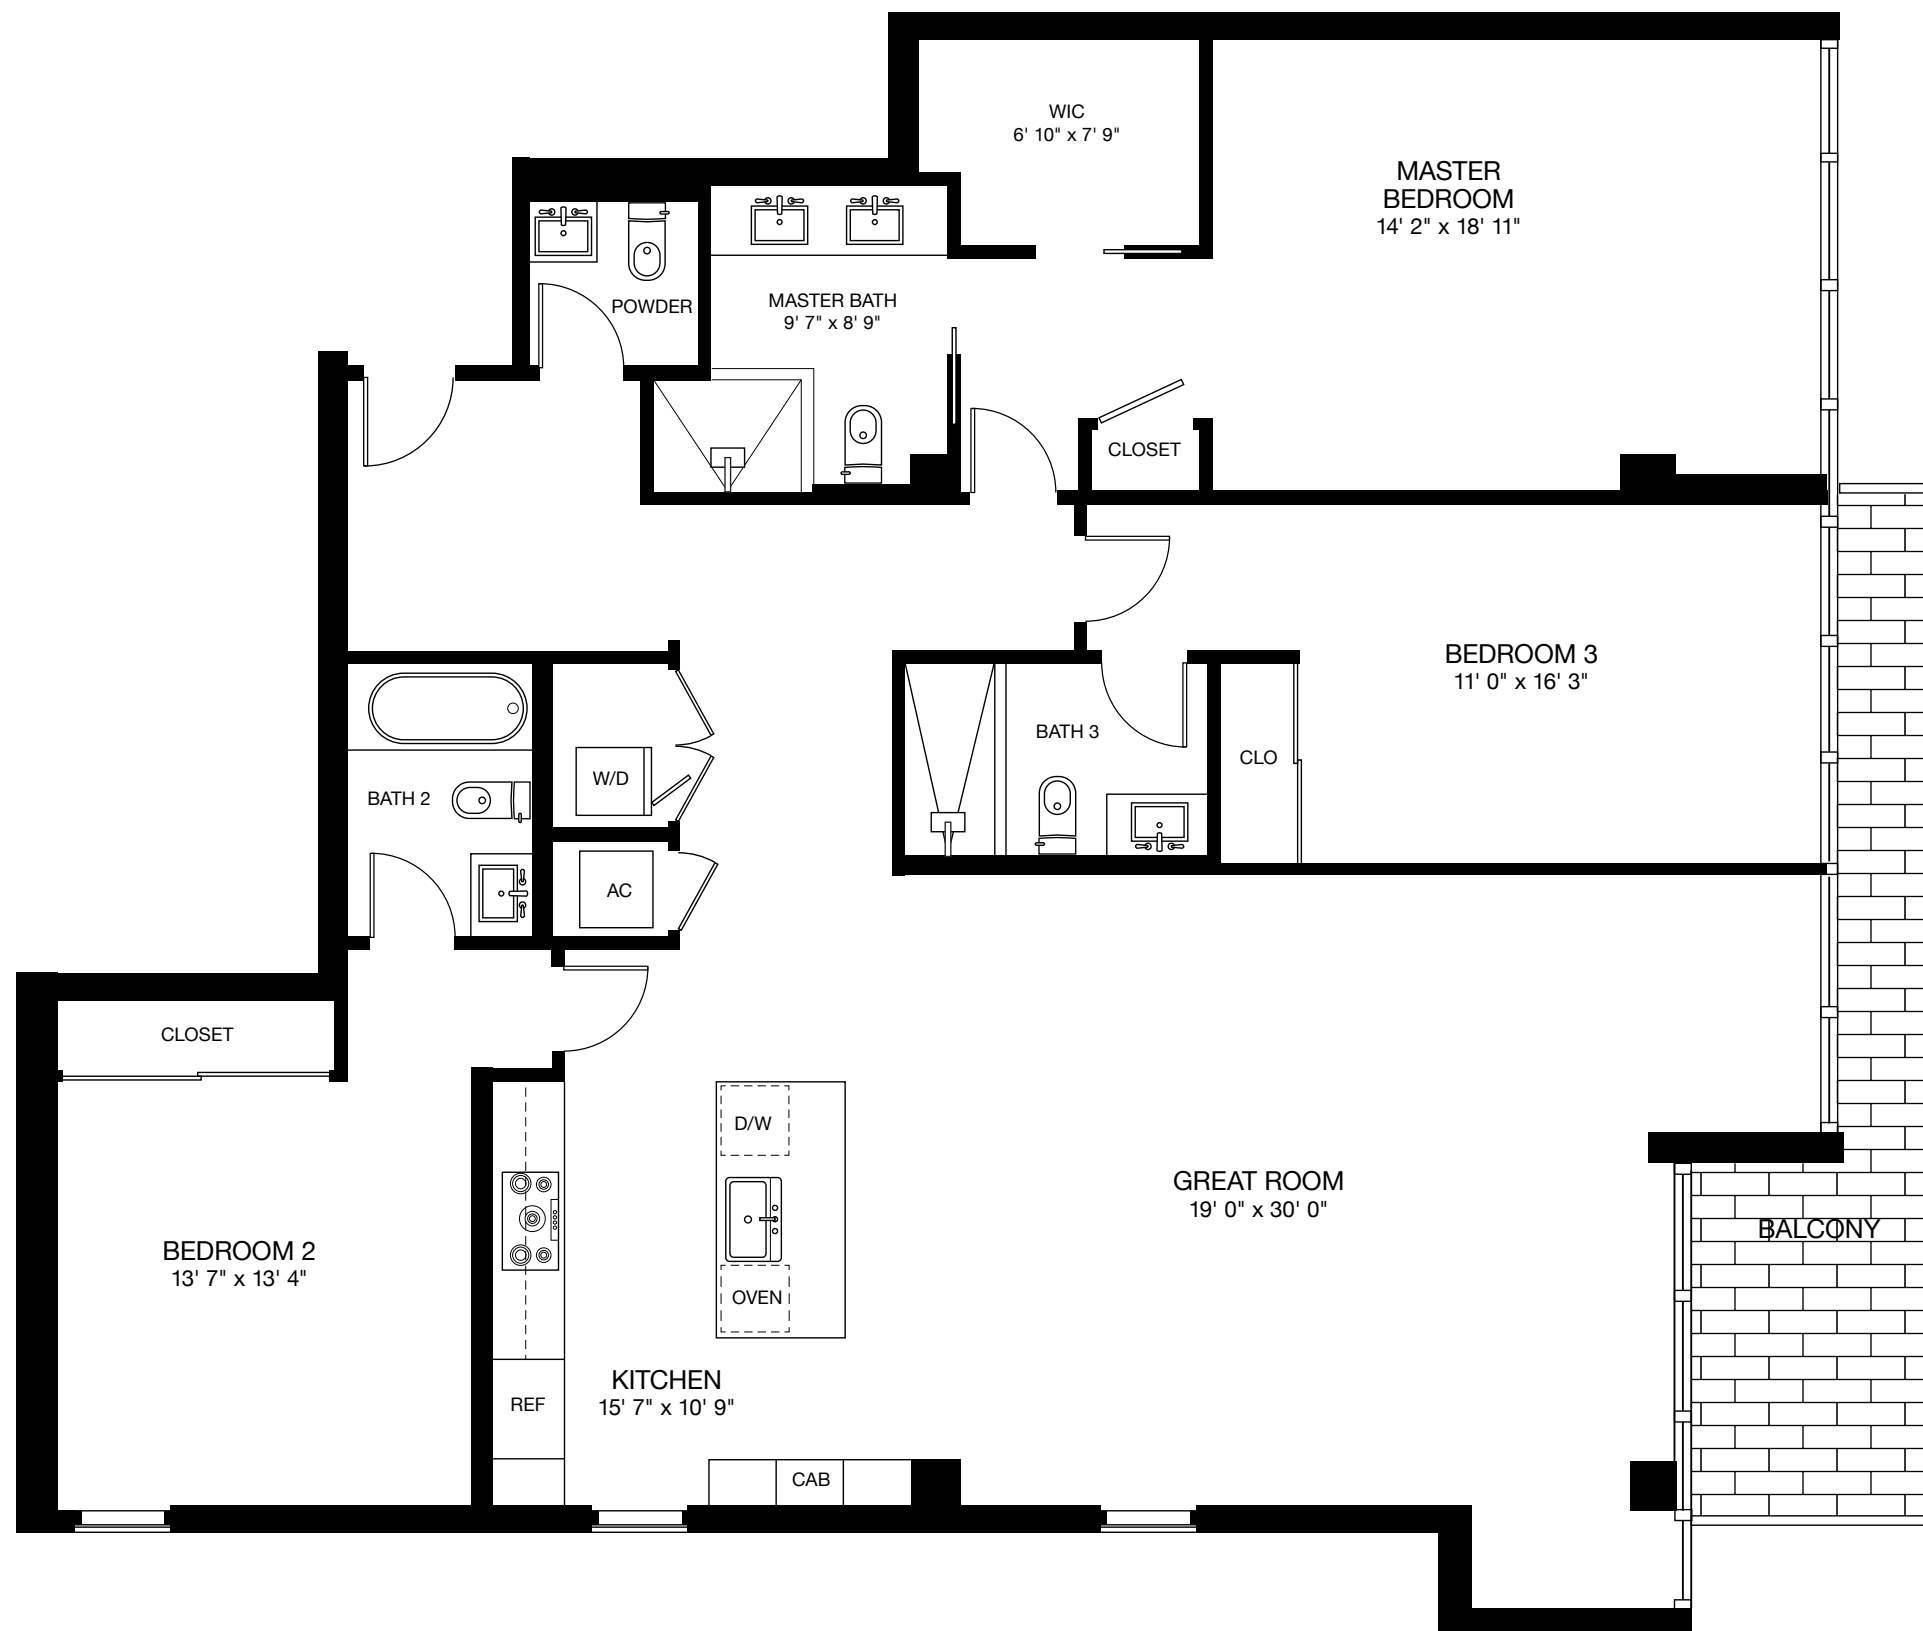 WIC
6' 10" x 7' 9"
MASTER
BEDROOM
14' 2" x 18' 11"
POWDER
MASTER BATH
9' 7" x 8' 9"
CLOSET
BEDROOM 3
11' 0" x 16' 3"
BATH 3
CLO
W/D
BATH 2
AC
CLOSET
D/W
GREAT ROOM
19' 0" x 30' 0"
BALCONY
BEDROOM 2
13' 7" x 13' 4"
OVEN
KITCHEN
15' 7" x 10' 9"
REF
CAB